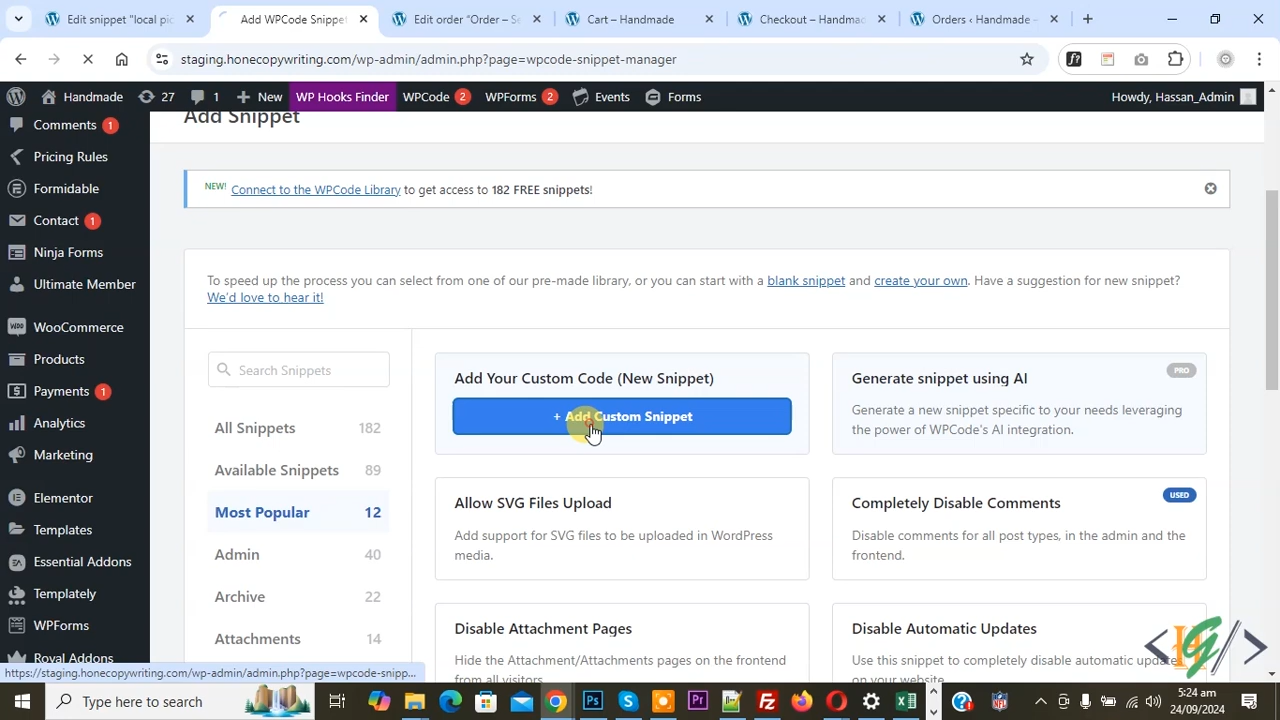 Edit snippet "local pic
Add WPCode Snippet
Edit order "Order – Se
Cart – Handmade
Checkout – Handmad
Orders ‹ Handmade –
staging.honecopywriting.com/wp-admin/admin.php?page=wpcode-snippet-manager
Handmade
27
1
New
WP Hooks Finder
WPCode 2
WPForms 2
Events
Forms
Howdy, Hassan_Admin
Comments 1
Pricing Rules
Formidable
Contact 1
Ninja Forms
Ultimate Member
WooCommerce
Products
Payments 1
Analytics
Marketing
Elementor
Templates
Essential Addons
Templately
WPForms
Royal Addons
Add Snippet
NEW! Connect to the WPCode Library to get access to 182 FREE snippets!
To speed up the process you can select from one of our pre-made library, or you can start with a blank snippet and create your own. Have a suggestion for new snippet?
We'd love to hear it!
Search Snippets
All Snippets 182
Available Snippets 89
Most Popular 12
Admin 40
Archive 22
Attachments 14
Add Your Custom Code (New Snippet)
+ Add Custom Snippet
Generate snippet using AI
PRO
Generate a new snippet specific to your needs leveraging
the power of WPCode's AI integration.
Allow SVG Files Upload
Add support for SVG files to be uploaded in WordPress
media.
Completely Disable Comments
USED
Disable comments for all post types, in the admin and the
frontend.
Disable Attachment Pages
Hide the Attachment/Attachments pages on the frontend
from all visitors.
Disable Automatic Updates
Use this snippet to completely disable automatic updates
on your website.
https://staging.honecopywriting.com/wp-admin/admin.php?page=wpcode-snipp...
Type here to search
5:24 am
24/09/2024